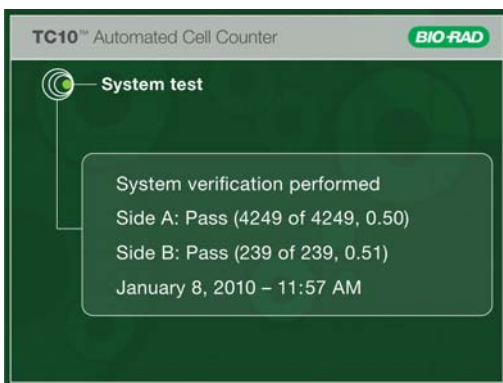 TC10™ Automated Cell Counter
BIO-RAD
System test
System verification performed
Side A: Pass (4249 of 4249, 0.50)
Side B: Pass (239 of 239, 0.51)
January 8, 2010 – 11:57 AM